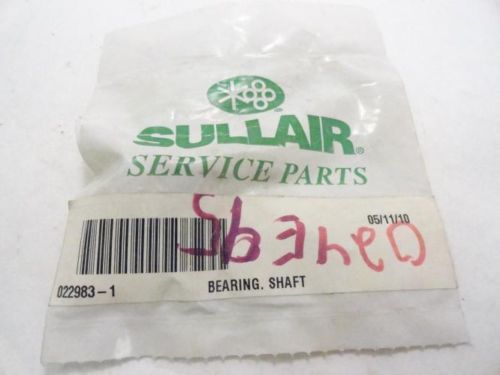 SULLAIR®
SERVICE PARTS
05/11/10
022983-1
BEARING. SHAFT